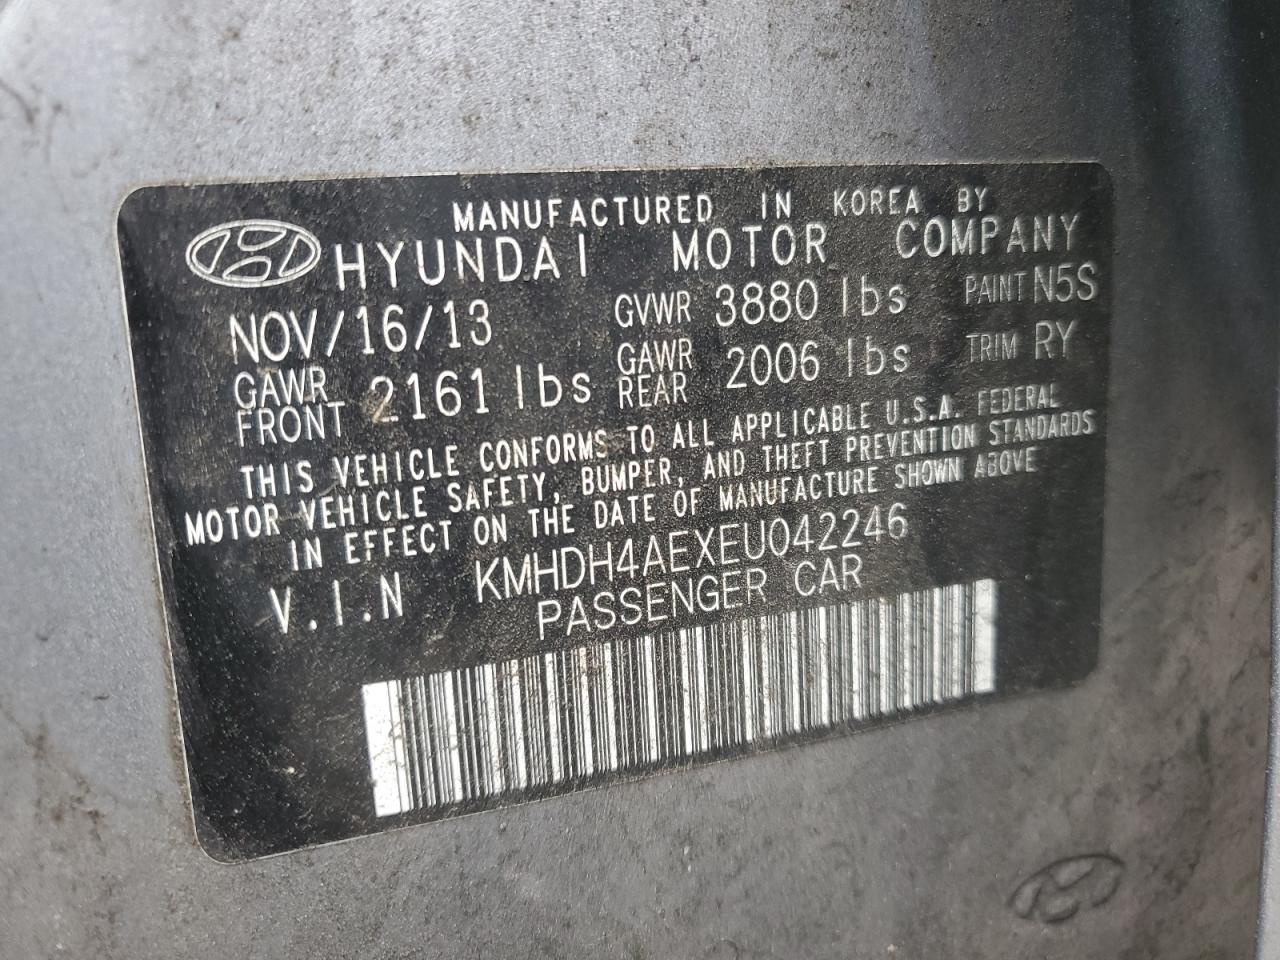 MANUFACTURED IN KOREA BY
HYUNDAI MOTOR COMPANY
NOV/16/13 GVWR 3880 lbs PAINT N5S
GAWR FRONT 2161 lbs GAWR REAR 2006 lbs TRIM RY
THIS VEHICLE CONFORMS TO ALL APPLICABLE U.S.A. FEDERAL
MOTOR VEHICLE SAFETY, BUMPER, AND THEFT PREVENTION STANDARDS
IN EFFECT ON THE DATE OF MANUFACTURE SHOWN ABOVE
V.I.N KMHDH4AEXEU042246
PASSENGER CAR